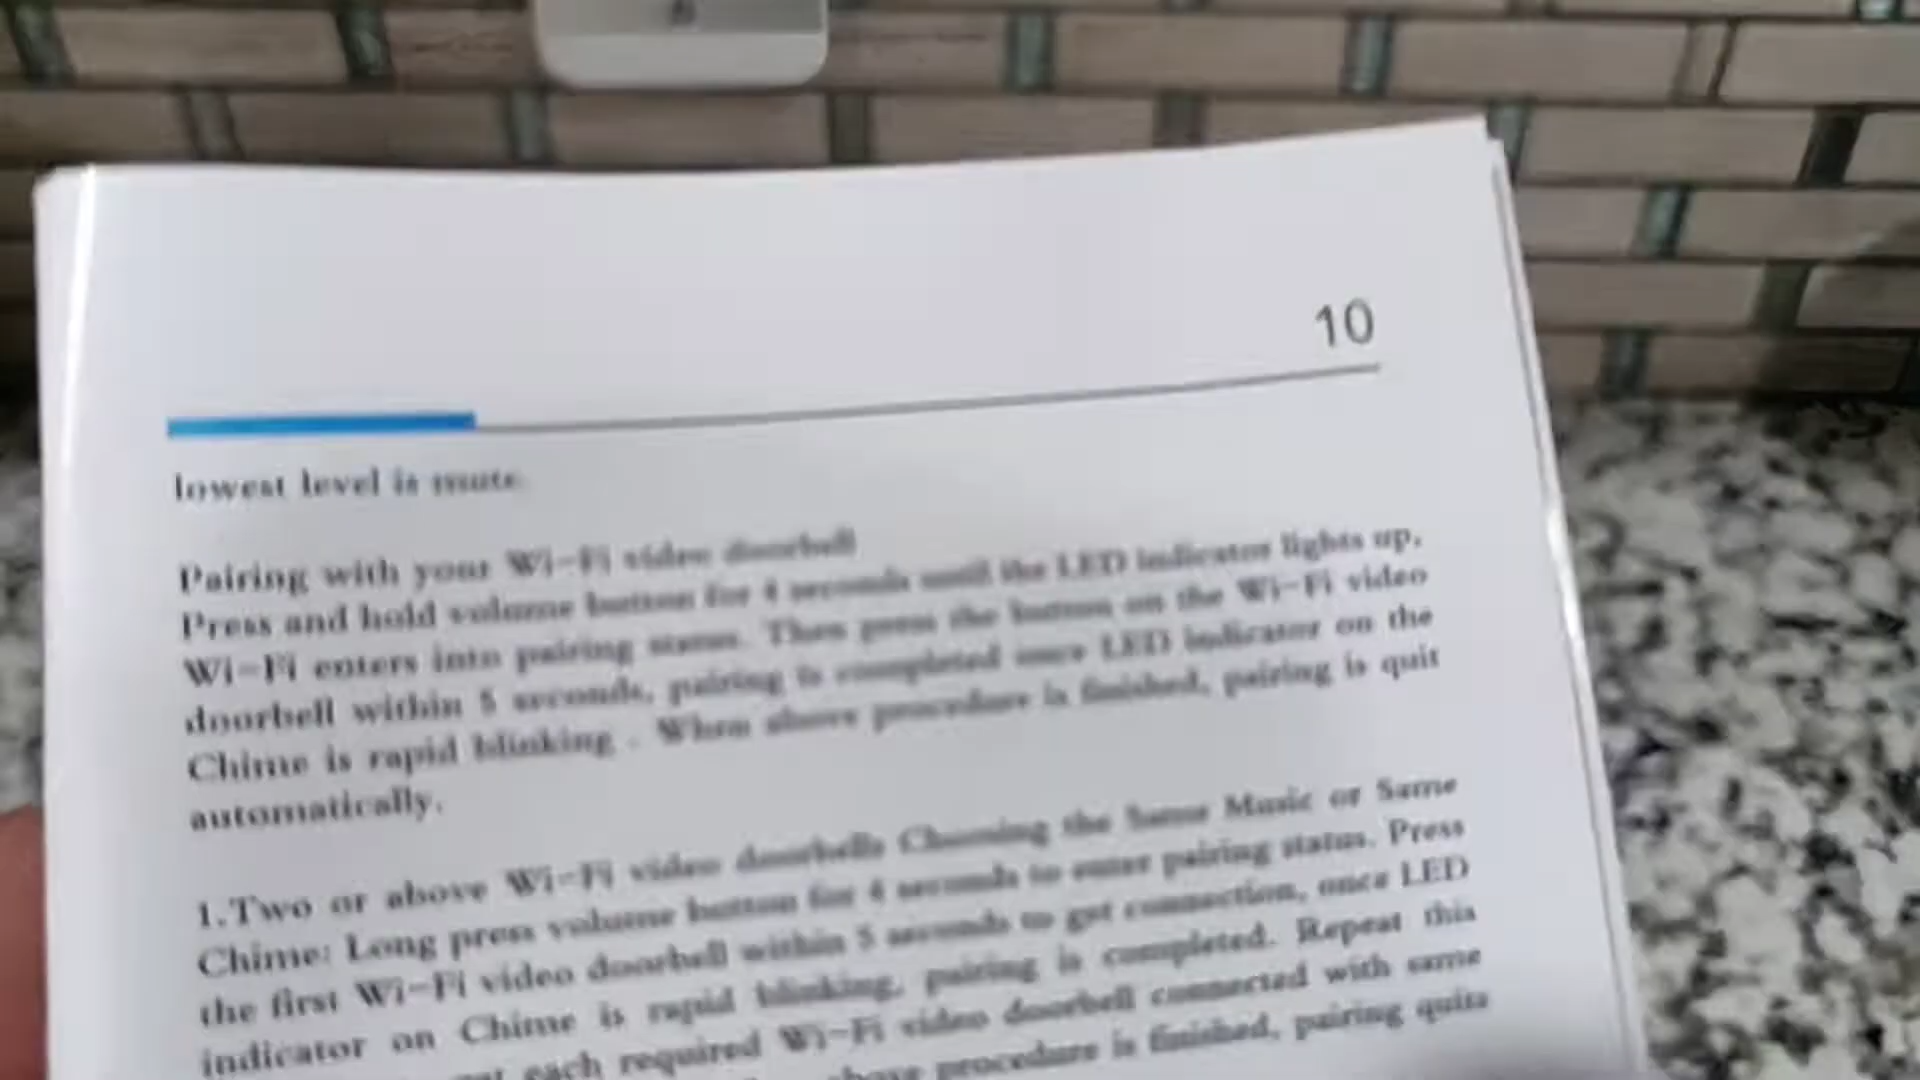 10
lowest level is mute
Pairing with your Wi-Fi video doorbell
Press and hold volume button for 4 seconds until the LED indicator lights up,
Wi-Fi enters into pairing status. Then press the button on the Wi-Fi video
doorbell within 5 seconds, pairing is completed once LED indicator on the
Chime is rapid blinking . When above procedure is finished, pairing is quit
automatically.
1.Two or above Wi-Fi video doorbells Choosing the Same Music or Same
Chime: Long press volume button for 4 seconds to enter pairing status. Press
the first Wi-Fi video doorbell within 5 seconds to get connection, once LED
indicator on Chime is rapid blinking, pairing is completed. Repeat this
each required Wi-Fi video doorbell connected with same
above procedure is finished, pairing quits